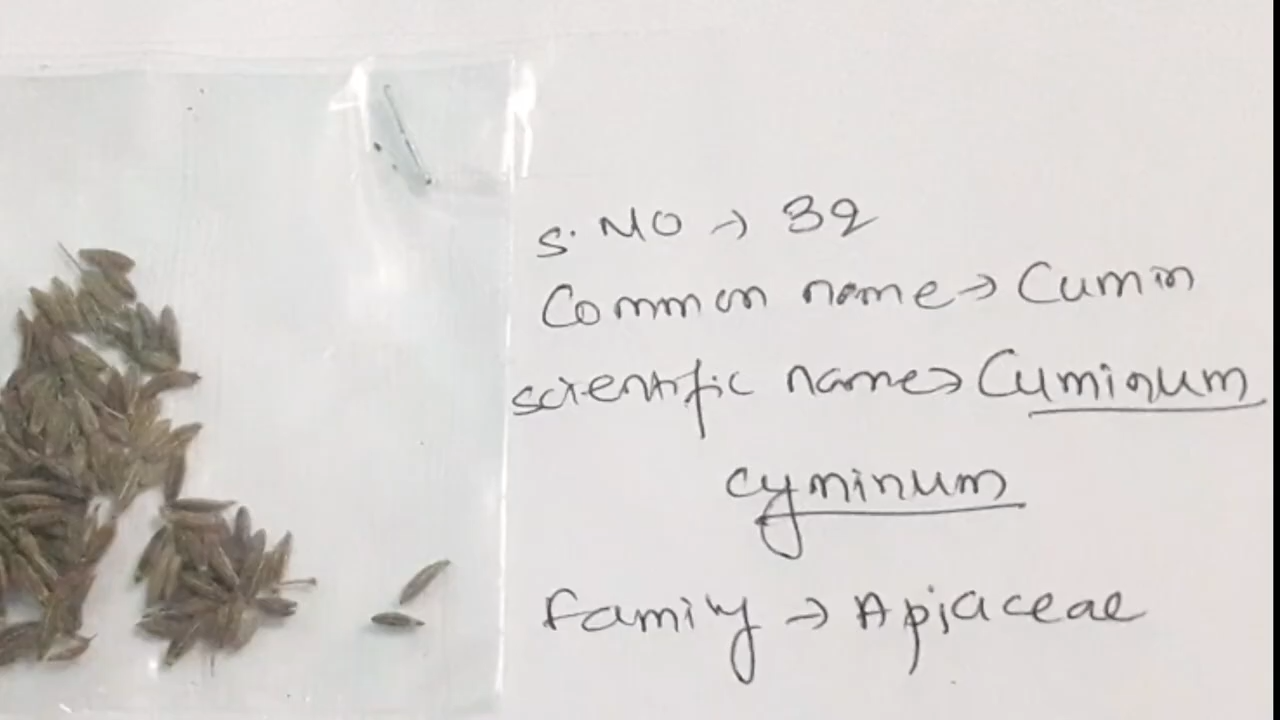 S. NO → 32
Common name → Cumin
scientific name → Cuminum
cyminum
Family → Apiaceae